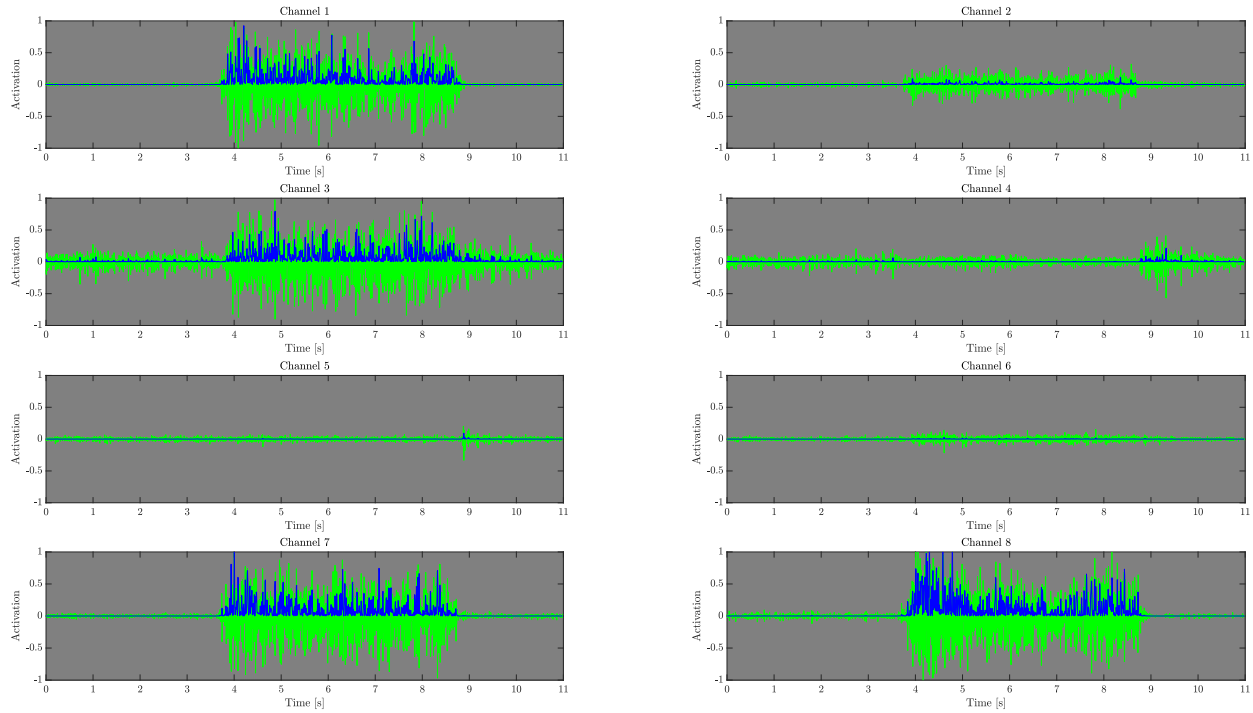 Channel 1
Activation
1
0.5
0
-0.5
-1
0 1 2 3 4 5 6 7 8 9 10 11
Time [s]
Channel 2
Activation
1
0.5
0
-0.5
-1
0 1 2 3 4 5 6 7 8 9 10 11
Time [s]
Channel 3
Activation
1
0.5
0
-0.5
-1
0 1 2 3 4 5 6 7 8 9 10 11
Time [s]
Channel 4
Activation
1
0.5
0
-0.5
-1
0 1 2 3 4 5 6 7 8 9 10 11
Time [s]
Channel 5
Activation
1
0.5
0
-0.5
-1
0 1 2 3 4 5 6 7 8 9 10 11
Time [s]
Channel 6
Activation
1
0.5
0
-0.5
-1
0 1 2 3 4 5 6 7 8 9 10 11
Time [s]
Channel 7
Activation
1
0.5
0
-0.5
-1
0 1 2 3 4 5 6 7 8 9 10 11
Time [s]
Channel 8
Activation
1
0.5
0
-0.5
-1
0 1 2 3 4 5 6 7 8 9 10 11
Time [s]